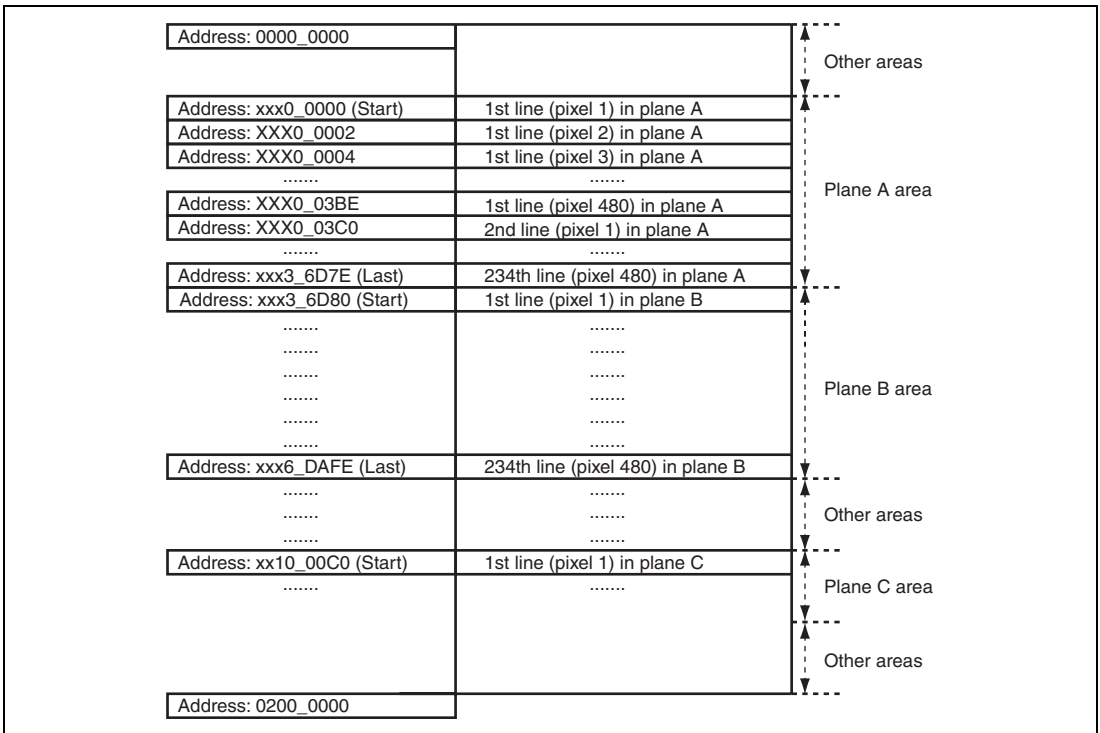 Address: 0000_0000
Other areas
Address: xxx0_0000 (Start) 1st line (pixel 1) in plane A
Address: XXX0_0002 1st line (pixel 2) in plane A
Address: XXX0_0004 1st line (pixel 3) in plane A
....... .......
Plane A area
Address: XXX0_03BE 1st line (pixel 480) in plane A
Address: XXX0_03C0 2nd line (pixel 1) in plane A
....... .......
Address: xxx3_6D7E (Last) 234th line (pixel 480) in plane A
Address: xxx3_6D80 (Start) 1st line (pixel 1) in plane B
....... .......
....... .......
....... .......
Plane B area
....... .......
....... .......
....... .......
Address: xxx6_DAFE (Last) 234th line (pixel 480) in plane B
....... .......
....... ....... Other areas
....... .......
Address: xx10_00C0 (Start) 1st line (pixel 1) in plane C
....... ....... Plane C area
Other areas
Address: 0200_0000